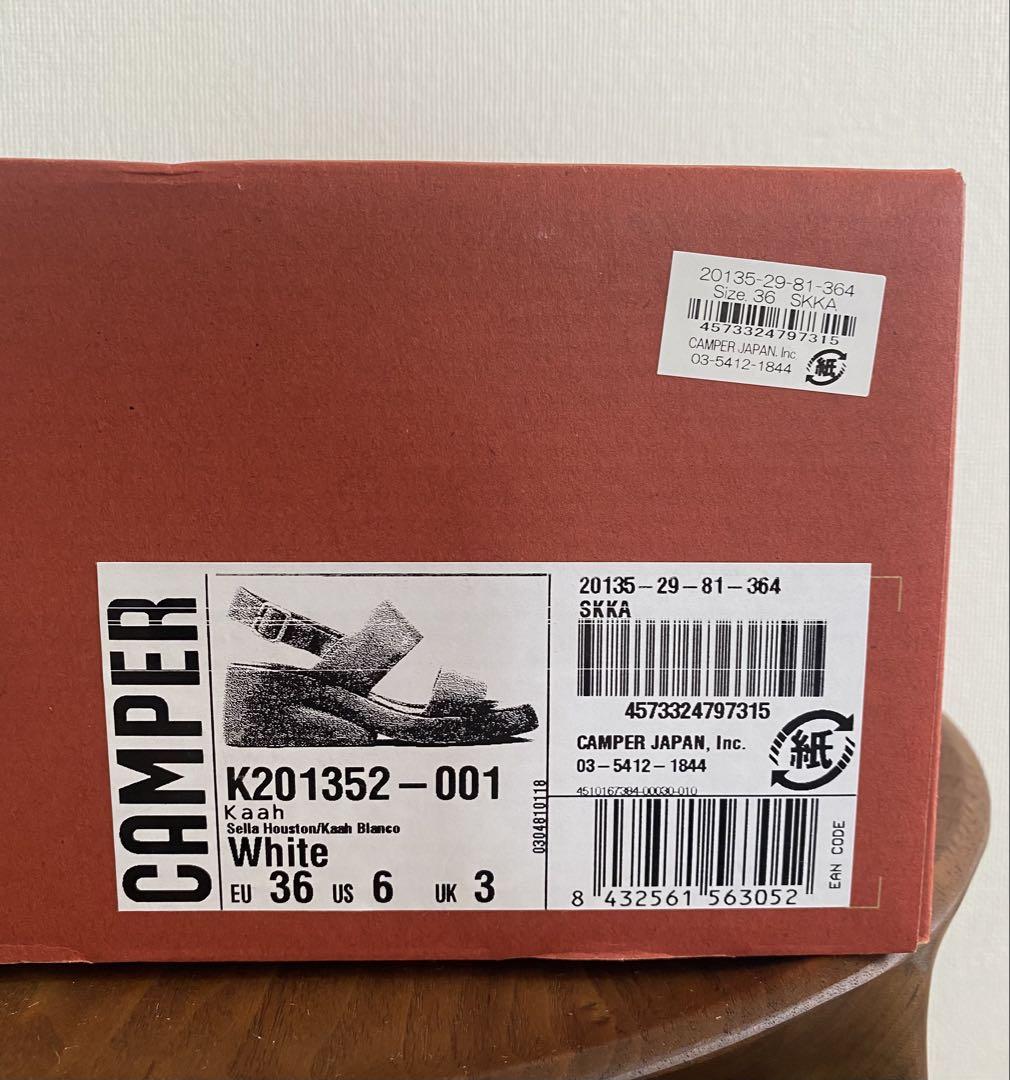 20135-29-81-364
Size. 36 SKKA
4573324797315
CAMPER JAPAN. Inc
03-5412-1844
紙
CAMPER
K201352-001
Kaah
Sella Houston/Kaah Blanco
White
EU 36 US 6 UK 3
0304810118
20135-29-81-364
SKKA
4573324797315
CAMPER JAPAN, Inc.
03-5412-1844
紙
4510167384-00030-010
8 432561 563052
EAN CODE